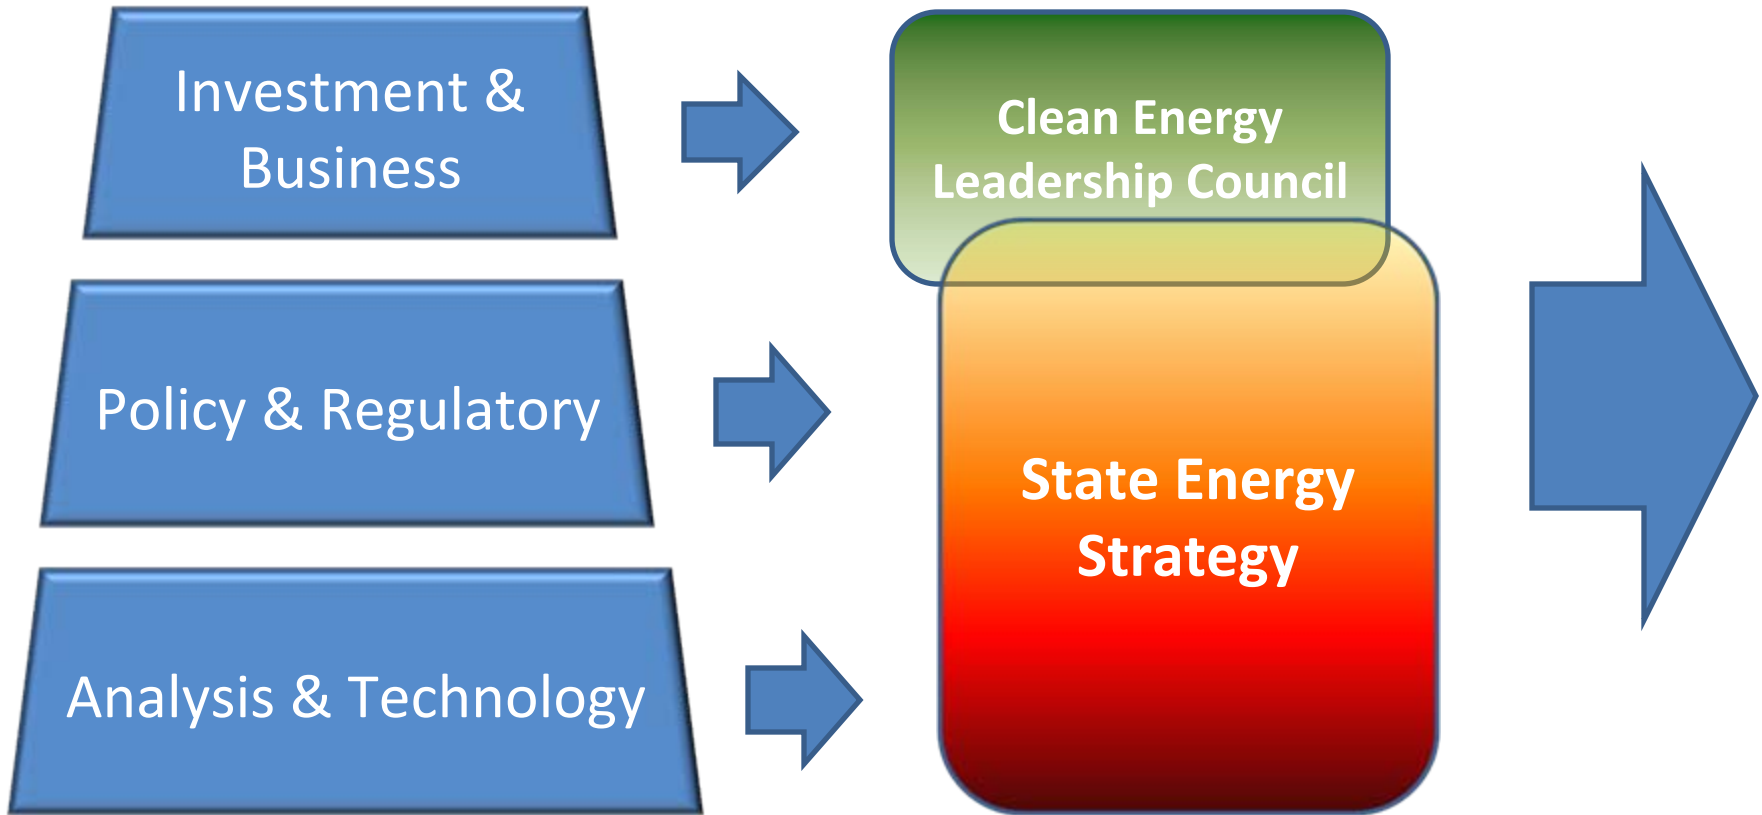 Investment &
Business
Clean Energy
Leadership Council
Policy & Regulatory
State Energy
Strategy
Analysis & Technology